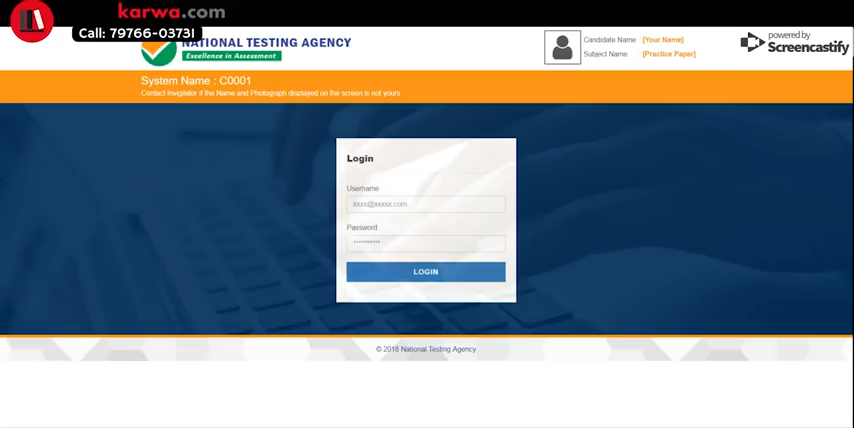 karwa.com
Call: 79766-03731
NATIONAL TESTING AGENCY
Excellence in Assessment
Candidate Name : [Your Name]
Subject Name : [Practice Paper]
powered by
Screencastify
System Name : C0001
Contact Invigilator if the Name and Photograph displayed on the screen is not yours
Login
Username
xxxx@xxxxx.com
Password
**********
LOGIN
© 2018 National Testing Agency